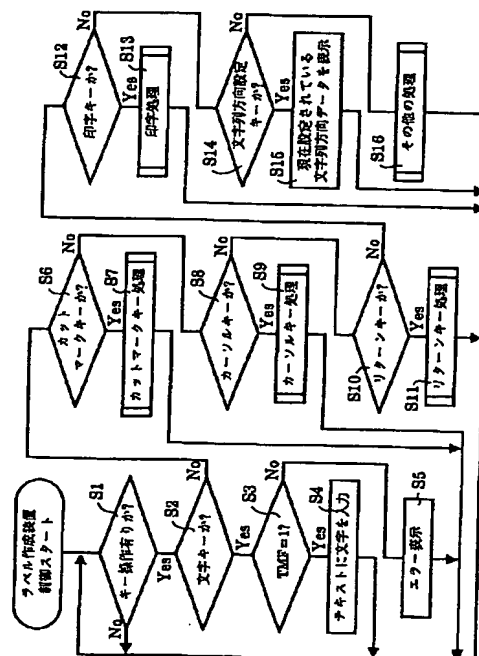 ラベル作成装置
制御スタート
S1
キー操作有りか?
No
Yes
S2
文字キーか?
No
Yes
S3
TMF=1?
No
Yes
S4
テキストに文字を入力
S5
エラー表示
S6
カット
マークキーか?
No
Yes
S7
カットマークキー処理
S8
カーソルキーか?
No
Yes
S9
カーソルキー処理
S10
リターンキーか?
No
Yes
S11
リターンキー処理
S12
印字キーか?
No
Yes
S13
印字処理
S14
文字列方向設定
キーか?
No
Yes
S15
現在設定されている
文字列方向データを表示
S16
その他の処理